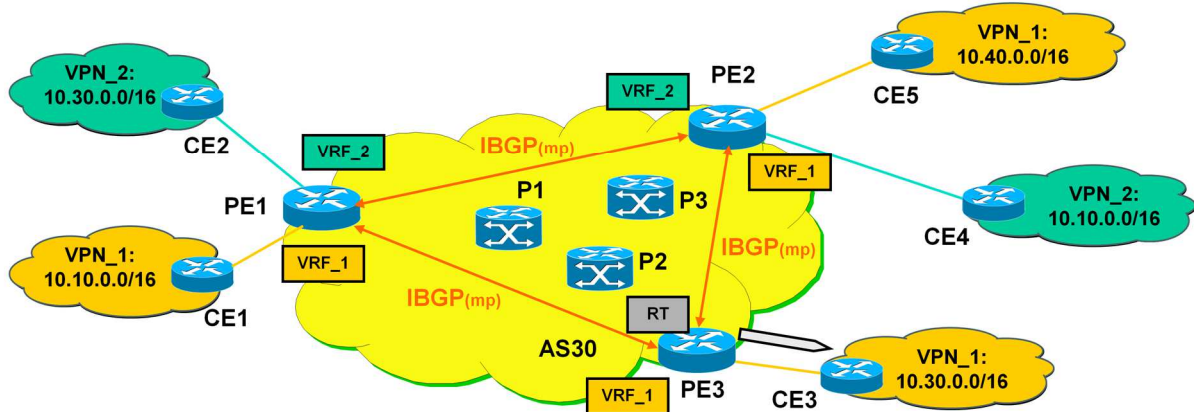 VPN_2:
10.30.0.0/16
CE2
VRF_2
PE1
VRF_1
VPN_1:
10.10.0.0/16
CE1
IBGP(mp)
P1
P3
P2
IBGP(mp)
IBGP(mp)
AS30
VRF_2
PE2
VRF_1
VPN_1:
10.40.0.0/16
CE5
VPN_2:
10.10.0.0/16
CE4
RT
PE3
VRF_1
VPN_1:
10.30.0.0/16
CE3